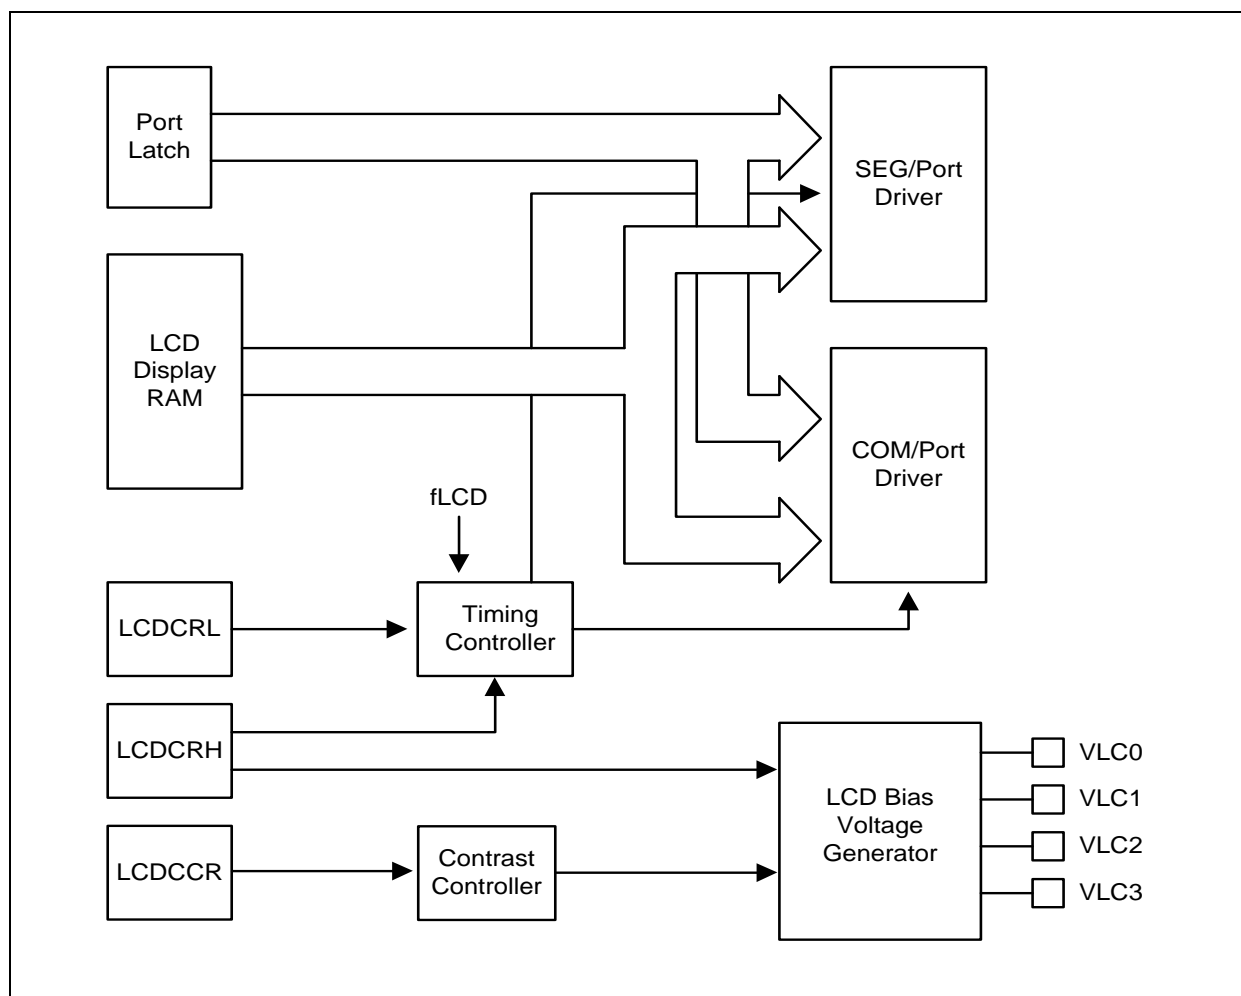 Port
Latch
SEG/Port
Driver
LCD
Display
RAM
COM/Port
Driver
fLCD
LCDCRL
Timing
Controller
LCDCRH
LCD Bias
Voltage
Generator
VLC0
VLC1
VLC2
VLC3
LCDCCR
Contrast
Controller